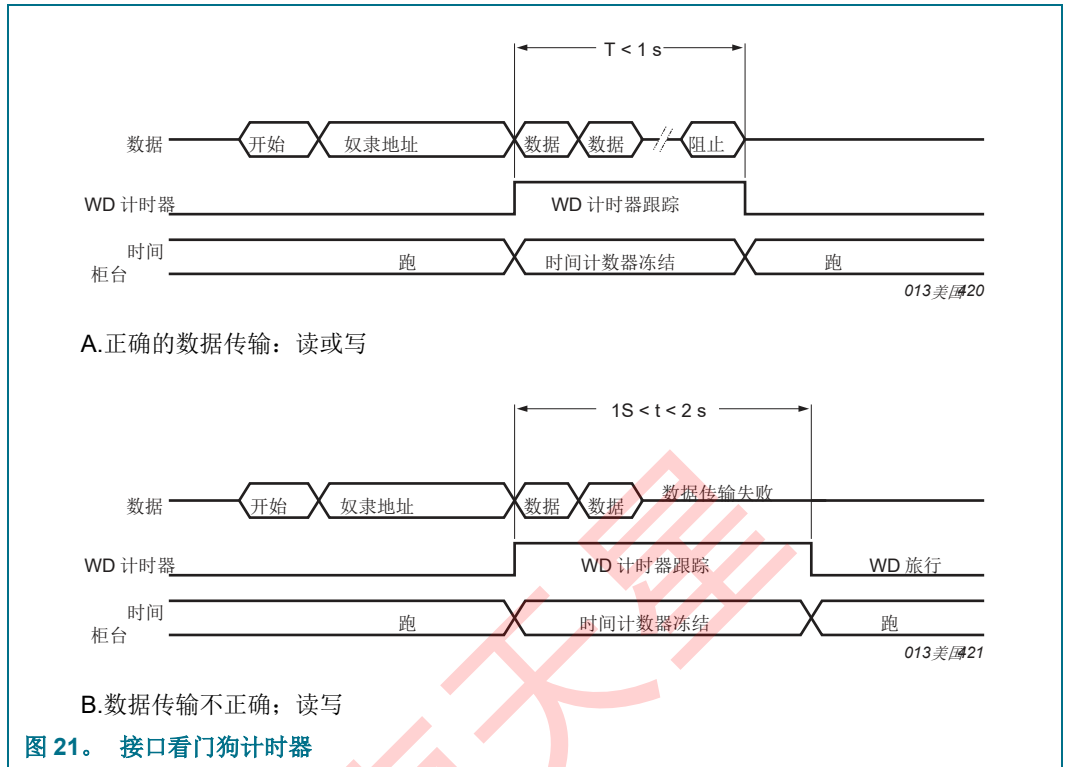 T < 1 s
数据 开始 奴隶地址 数据 数据 阻止
WD 计时器 WD 计时器跟踪
时间
柜台 跑 时间计数器冻结 跑
013美国420
A.正确的数据传输：读或写
1S < t < 2 s
数据 开始 奴隶地址 数据 数据 数据传输失败
WD 计时器 WD 计时器跟踪 WD 旅行
时间
柜台 跑 时间计数器冻结 跑
013美国421
B.数据传输不正确；读写
图 21。 接口看门狗计时器
天星